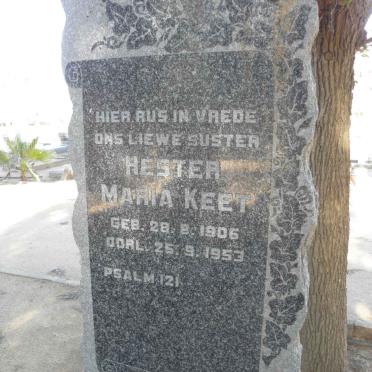 HIER RUS IN VREDE
ONS LIEWE SUSTER
HESTER
MARIA KEET
GEB. 28. 8. 1906
OORL. 25. 9. 1953
PSALM 121